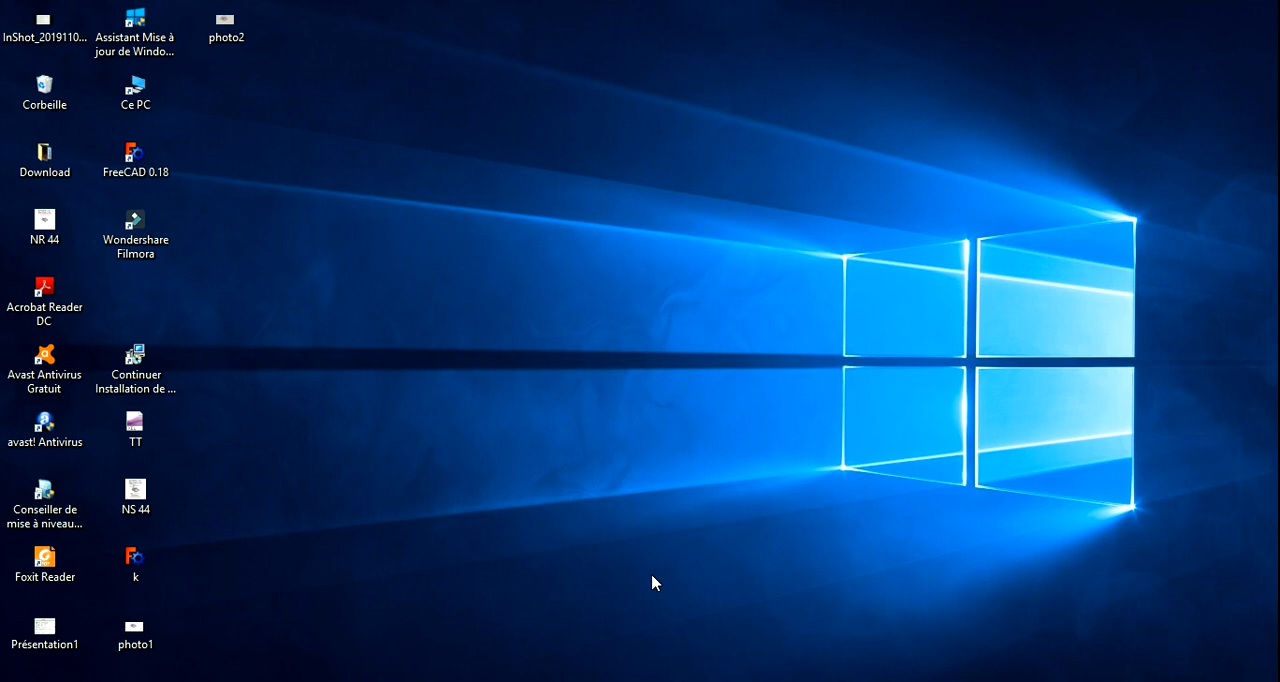 InShot_2019110...
Corbeille
Download
NR 44
Acrobat Reader
DC
Avast Antivirus
Gratuit
avast! Antivirus
Conseiller de
mise à niveau...
Foxit Reader
Présentation1
Assistant Mise à
jour de Windo...
Ce PC
FreeCAD 0.18
Wondershare
Filmora
Continuer
Installation de ...
TT
NS 44
k
photo1
photo2